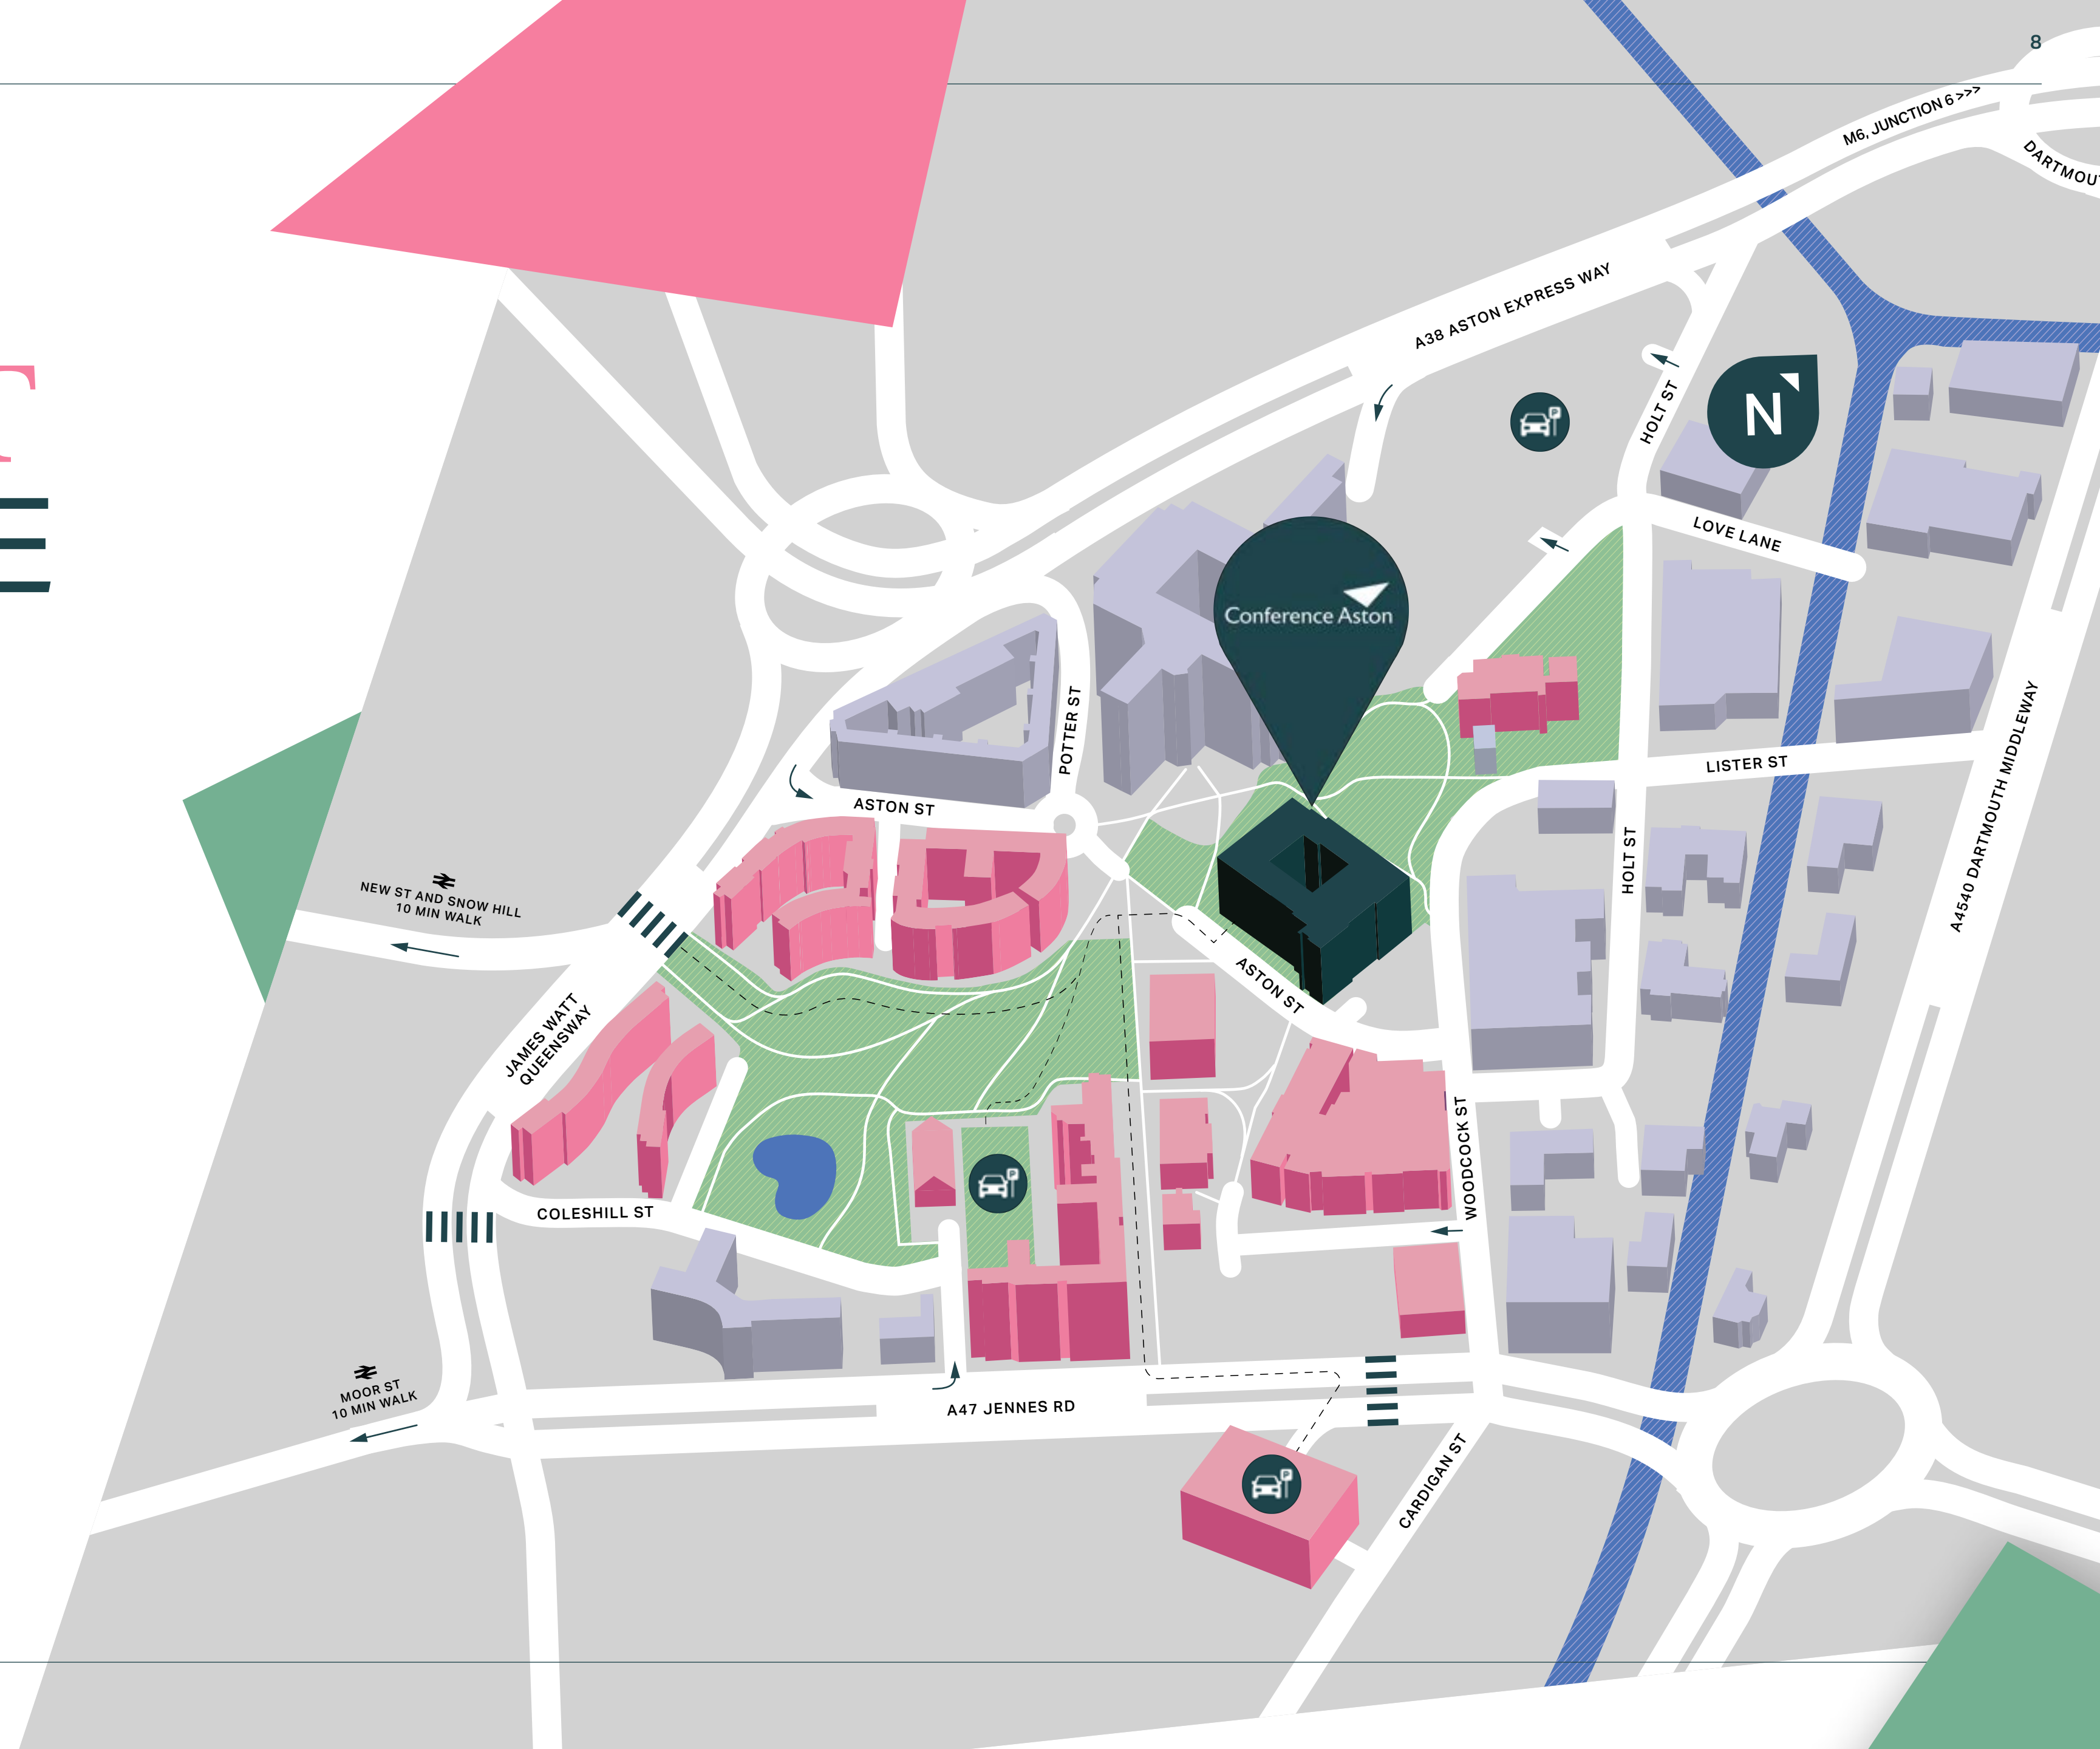 8
M6, JUNCTION 6 >>>
A38 ASTON EXPRESS WAY
P
HOLT ST
N
LOVE LANE
Conference Aston
POTTER ST
LISTER ST
A4540 DARTMOUTH MIDDLEWAY
ASTON ST
HOLT ST
NEW ST AND SNOW HILL
10 MIN WALK
ASTON ST
JAMES WATT
QUEENSWAY
WOODCOCK ST
P
COLESHILL ST
MOOR ST
10 MIN WALK
A47 JENNES RD
CARDIGAN ST
P